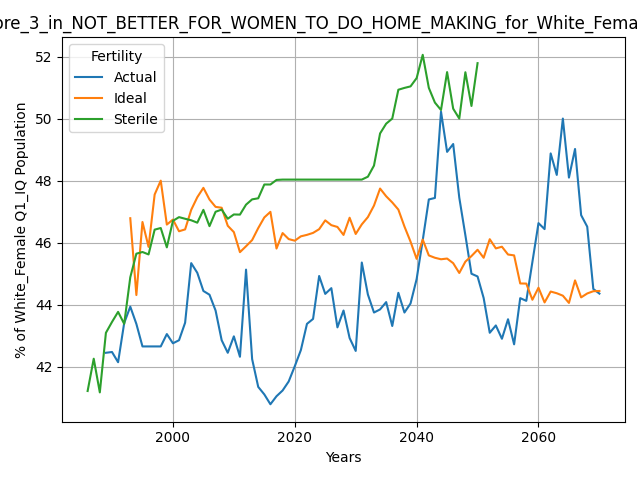 ore_3_in_NOT_BETTER_FOR_WOMEN_TO_DO_HOME_MAKING_for_White_Fema
Fertility
Actual
Ideal
Sterile
% of White_Female Q1_IQ Population
52
50
48
46
44
42
2000
2020
2040
2060
Years